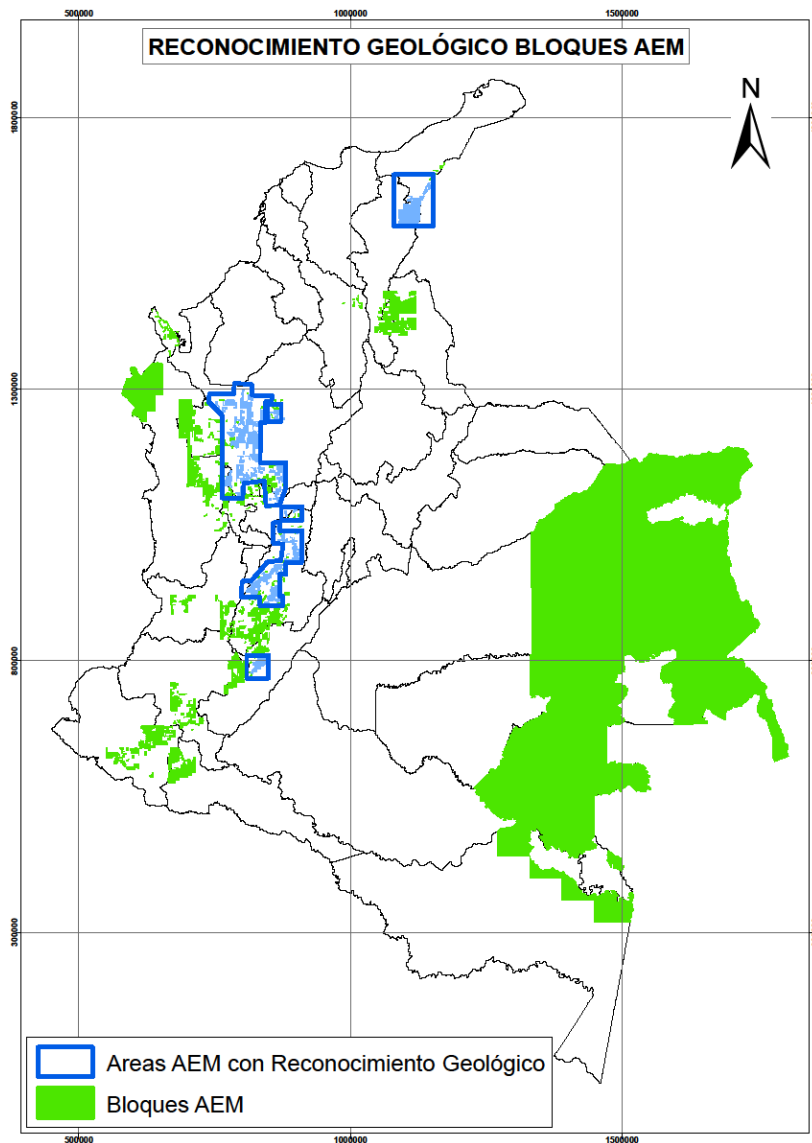 500000 1000000 1500000
RECONOCIMIENTO GEOLÓGICO BLOQUES AEM
N
1800000
1300000
800000
300000
Areas AEM con Reconocimiento Geológico
Bloques AEM
500000 1000000 1500000